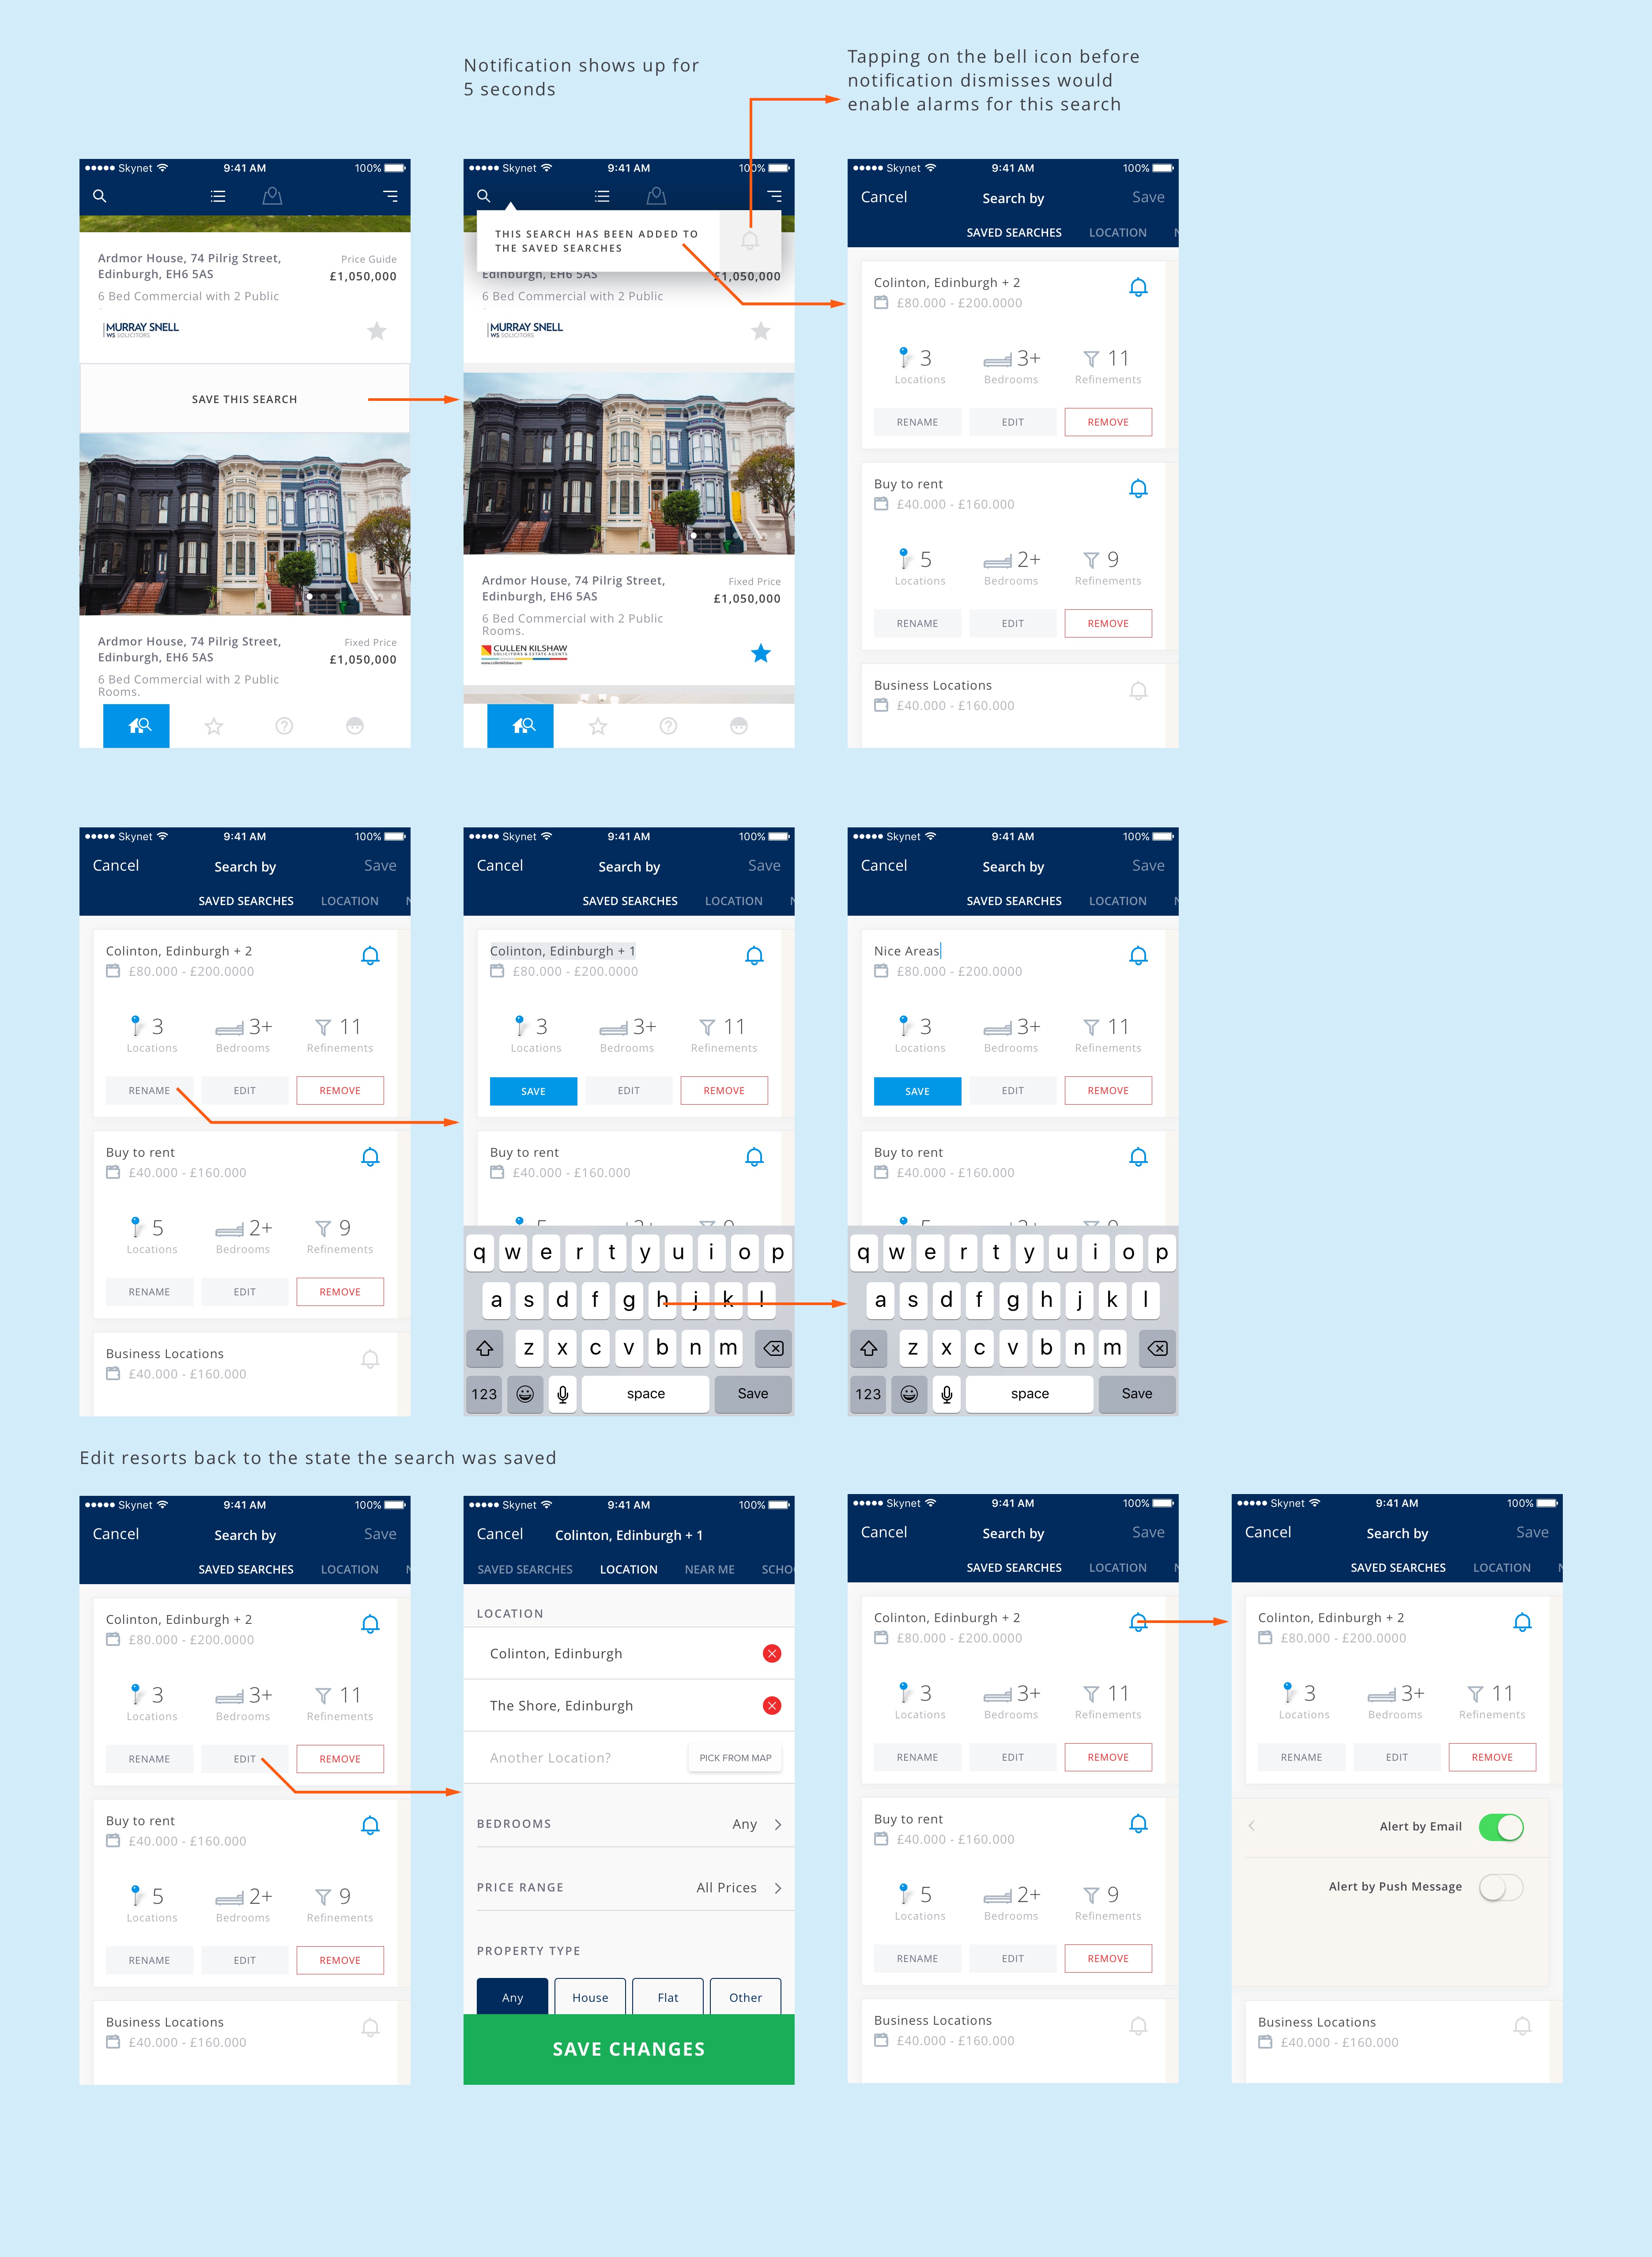 Notification shows up for
5 seconds
Tapping on the bell icon before
notification dismisses would
enable alarms for this search
Skynet 9:41 AM 100%
Ardmor House, 74 Pilrig Street,
Edinburgh, EH6 5AS
Price Guide
£1,050,000
6 Bed Commercial with 2 Public
MURRAY SNELL
WS SOLICITORS
SAVE THIS SEARCH
Ardmor House, 74 Pilrig Street,
Edinburgh, EH6 5AS
Fixed Price
£1,050,000
6 Bed Commercial with 2 Public
Rooms.
Skynet 9:41 AM 100%
THIS SEARCH HAS BEEN ADDED TO
THE SAVED SEARCHES
Edinburgh, EH6 5AS
£1,050,000
6 Bed Commercial with 2 Public
MURRAY SNELL
WS SOLICITORS
Ardmor House, 74 Pilrig Street,
Edinburgh, EH6 5AS
Fixed Price
£1,050,000
6 Bed Commercial with 2 Public
Rooms.
CULLEN KILSHAW
SOLICITORS & ESTATE AGENTS
www.cullenkilshaw.com
Skynet 9:41 AM 100%
Cancel Search by Save
SAVED SEARCHES LOCATION N
Colinton, Edinburgh + 2
£80.000 - £200.0000
3 3+ 11
Locations Bedrooms Refinements
RENAME EDIT REMOVE
Buy to rent
£40.000 - £160.000
5 2+ 9
Locations Bedrooms Refinements
RENAME EDIT REMOVE
Business Locations
£40.000 - £160.000
Skynet 9:41 AM 100%
Cancel Search by Save
SAVED SEARCHES LOCATION N
Colinton, Edinburgh + 2
£80.000 - £200.0000
3 3+ 11
Locations Bedrooms Refinements
RENAME EDIT REMOVE
Buy to rent
£40.000 - £160.000
5 2+ 9
Locations Bedrooms Refinements
RENAME EDIT REMOVE
Business Locations
£40.000 - £160.000
Skynet 9:41 AM 100%
Cancel Search by Save
SAVED SEARCHES LOCATION N
Colinton, Edinburgh + 1
£80.000 - £200.0000
3 3+ 11
Locations Bedrooms Refinements
SAVE EDIT REMOVE
Buy to rent
£40.000 - £160.000
5 2+ 9
q w e r t y u i o p
a s d f g h j k l
z x c v b n m
123 space Save
Skynet 9:41 AM 100%
Cancel Search by Save
SAVED SEARCHES LOCATION N
Nice Areas
£80.000 - £200.0000
3 3+ 11
Locations Bedrooms Refinements
SAVE EDIT REMOVE
Buy to rent
£40.000 - £160.000
5 2+ 9
q w e r t y u i o p
a s d f g h j k l
z x c v b n m
123 space Save
Edit resorts back to the state the search was saved
Skynet 9:41 AM 100%
Cancel Search by Save
SAVED SEARCHES LOCATION N
Colinton, Edinburgh + 2
£80.000 - £200.0000
3 3+ 11
Locations Bedrooms Refinements
RENAME EDIT REMOVE
Buy to rent
£40.000 - £160.000
5 2+ 9
Locations Bedrooms Refinements
RENAME EDIT REMOVE
Business Locations
£40.000 - £160.000
Skynet 9:41 AM 100%
Cancel Colinton, Edinburgh + 1
SAVED SEARCHES LOCATION NEAR ME SCHO
LOCATION
Colinton, Edinburgh
The Shore, Edinburgh
Another Location? PICK FROM MAP
BEDROOMS Any
PRICE RANGE All Prices
PROPERTY TYPE
Any House Flat Other
SAVE CHANGES
Skynet 9:41 AM 100%
Cancel Search by Save
SAVED SEARCHES LOCATION N
Colinton, Edinburgh + 2
£80.000 - £200.0000
3 3+ 11
Locations Bedrooms Refinements
RENAME EDIT REMOVE
Buy to rent
£40.000 - £160.000
5 2+ 9
Locations Bedrooms Refinements
RENAME EDIT REMOVE
Business Locations
£40.000 - £160.000
Skynet 9:41 AM 100%
Cancel Search by Save
SAVED SEARCHES LOCATION N
Colinton, Edinburgh + 2
£80.000 - £200.0000
3 3+ 11
Locations Bedrooms Refinements
RENAME EDIT REMOVE
Alert by Email
Alert by Push Message
Business Locations
£40.000 - £160.000